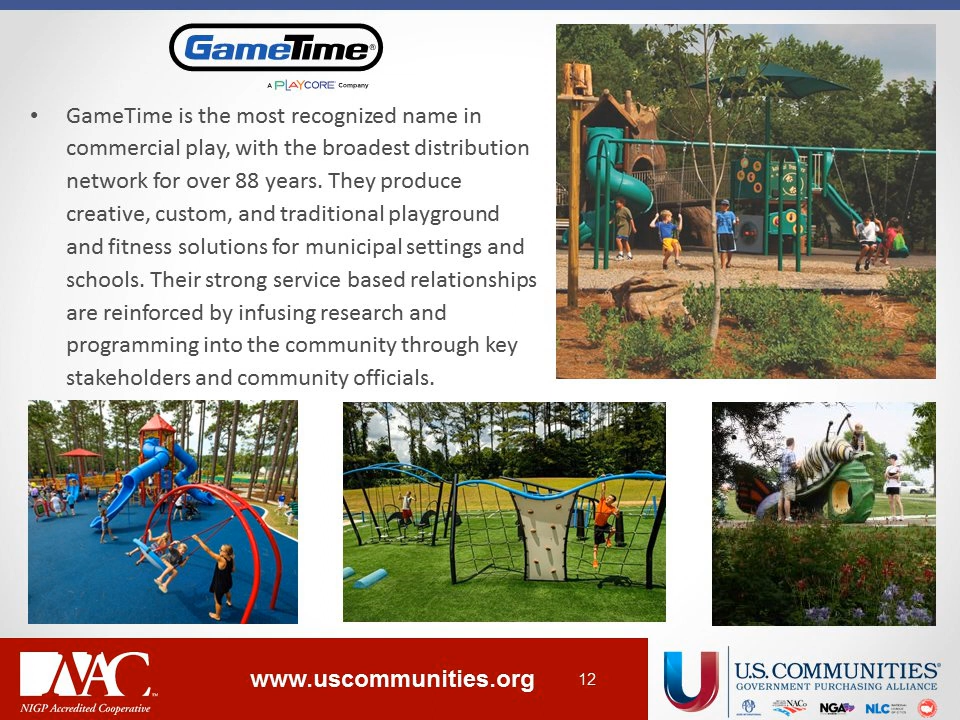 GameTime®
A PLAYCORE Company
• GameTime is the most recognized name in
commercial play, with the broadest distribution
network for over 88 years. They produce
creative, custom, and traditional playground
and fitness solutions for municipal settings and
schools. Their strong service based relationships
are reinforced by infusing research and
programming into the community through key
stakeholders and community officials.
NAC™
NIGP Accredited Cooperative
www.uscommunities.org
12
U.S. COMMUNITIES®
GOVERNMENT PURCHASING ALLIANCE
NACo
NGA
NLC